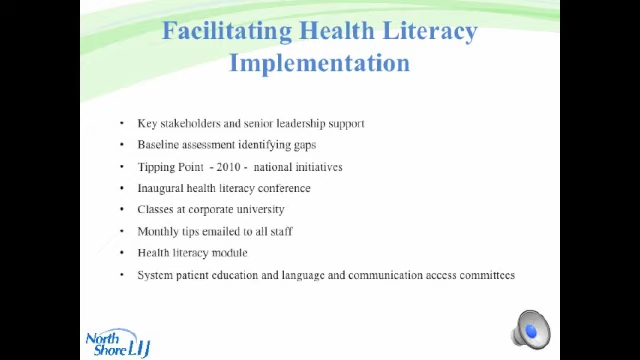 Facilitating Health Literacy
Implementation
• Key stakeholders and senior leadership support
• Baseline assessment identifying gaps
• Tipping Point - 2010 - national initiatives
• Inaugural health literacy conference
• Classes at corporate university
• Monthly tips emailed to all staff
• Health literacy module
• System patient education and language and communication access committees
North
Shore LIJ